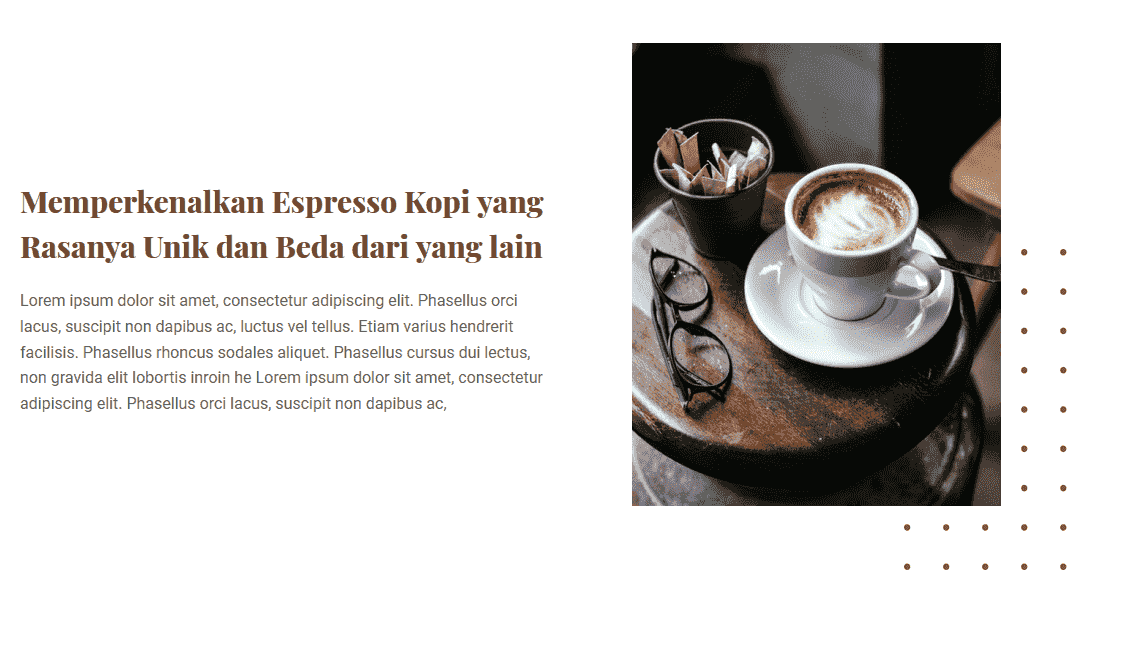 Memperkenalkan Espresso Kopi yang
Rasanya Unik dan Beda dari yang lain
Lorem ipsum dolor sit amet, consectetur adipiscing elit. Phasellus orci
lacus, suscipit non dapibus ac, luctus vel tellus. Etiam varius hendrerit
facilisis. Phasellus rhoncus sodales aliquet. Phasellus cursus dui lectus,
non gravida elit lobortis inroin he Lorem ipsum dolor sit amet, consectetur
adipiscing elit. Phasellus orci lacus, suscipit non dapibus ac,